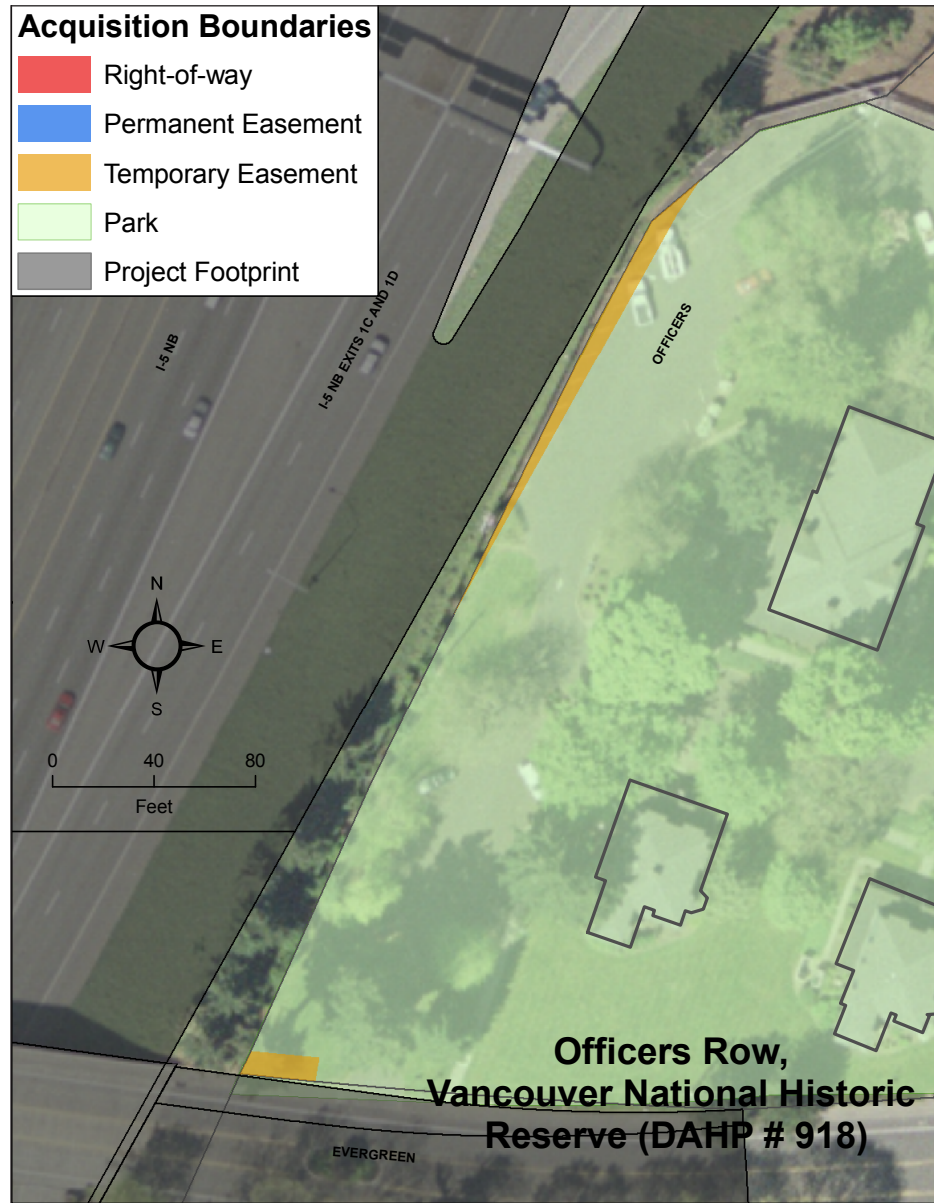 Acquisition Boundaries
Right-of-way
Permanent Easement
Temporary Easement
Park
Project Footprint
I-5 NB
I-5 NB EXITS 1C AND 1D
OFFICERS
N
W
E
S
0 40 80
Feet
Officers Row,
Vancouver National Historic
Reserve (DAHP # 918)
EVERGREEN